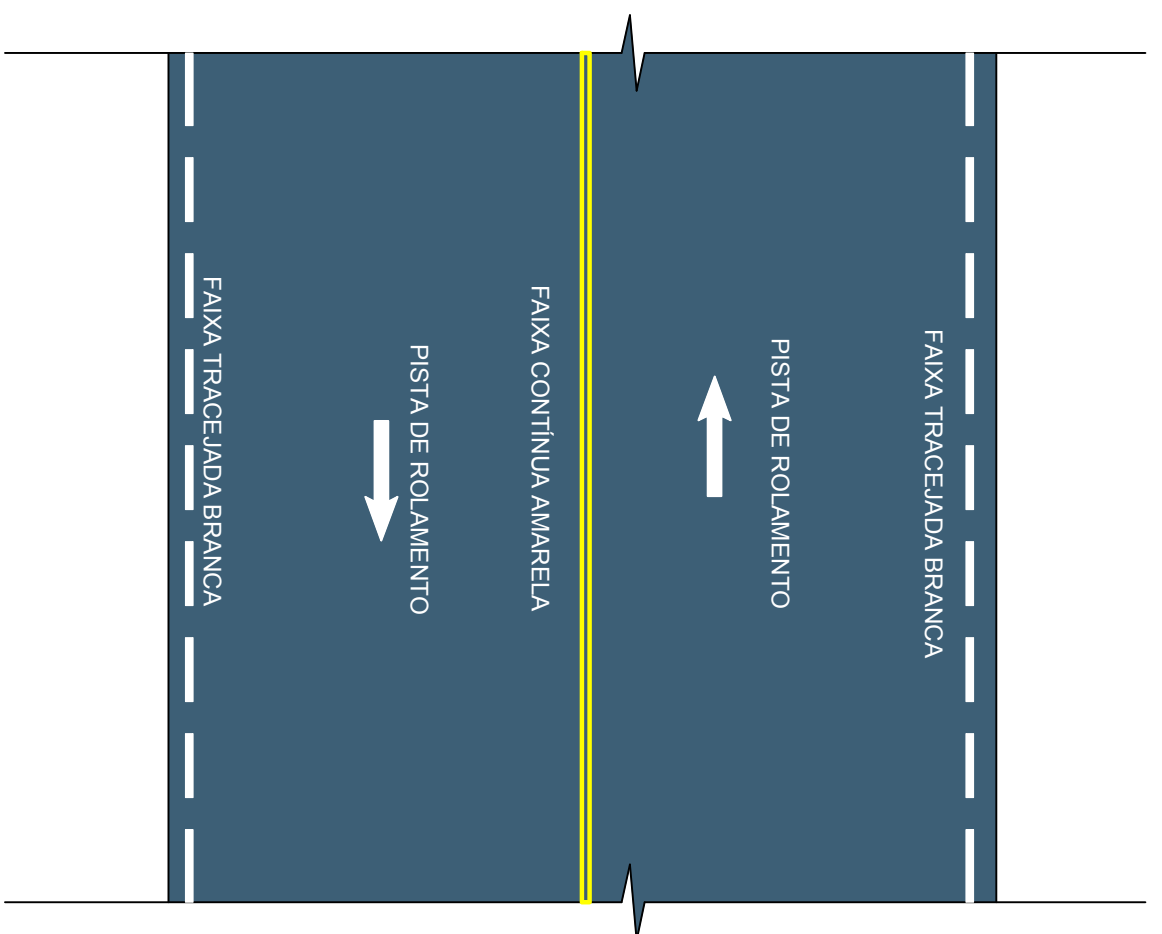 FAIXA TRACEJADA BRANCA
PISTA DE ROLAMENTO
FAIXA CONTÍNUA AMARELA
PISTA DE ROLAMENTO
FAIXA TRACEJADA BRANCA